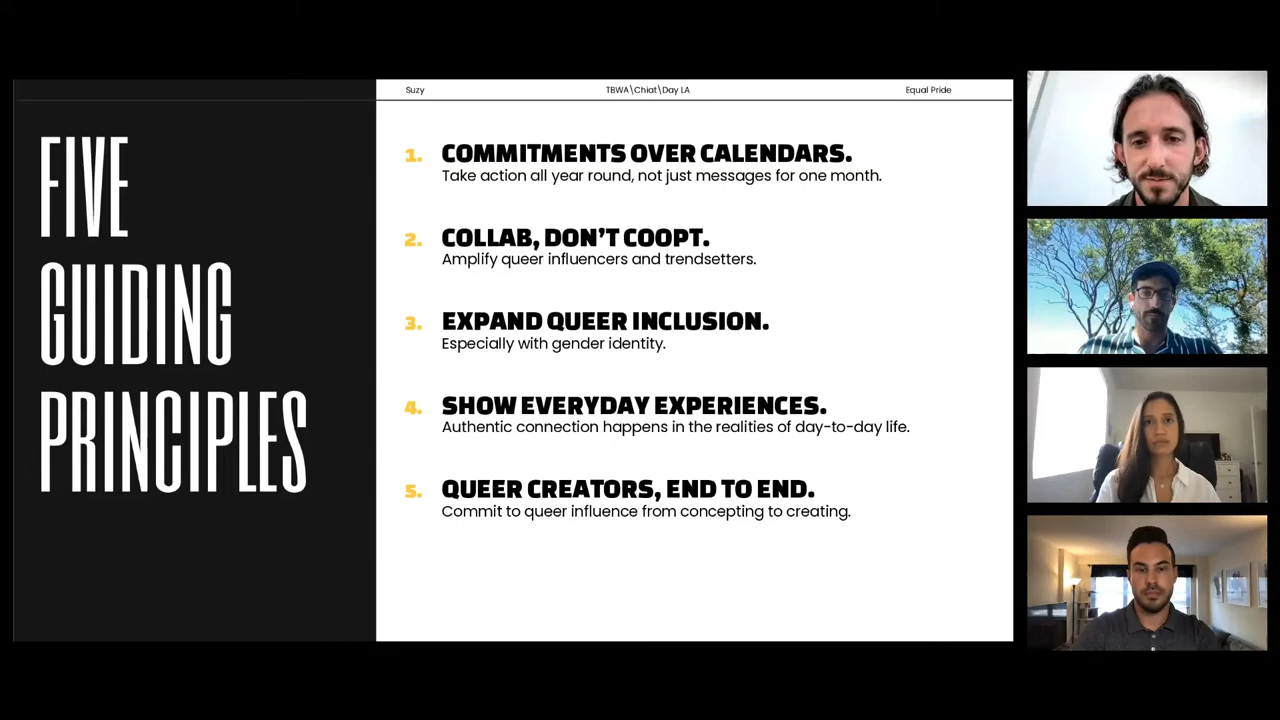 Suzy
TBWA\Chiat\Day LA
Equal Pride
FIVE
GUIDING
PRINCIPLES
1. COMMITMENTS OVER CALENDARS.
Take action all year round, not just messages for one month.
2. COLLAB, DON'T COOPT.
Amplify queer influencers and trendsetters.
3. EXPAND QUEER INCLUSION.
Especially with gender identity.
4. SHOW EVERYDAY EXPERIENCES.
Authentic connection happens in the realities of day-to-day life.
5. QUEER CREATORS, END TO END.
Commit to queer influence from concepting to creating.